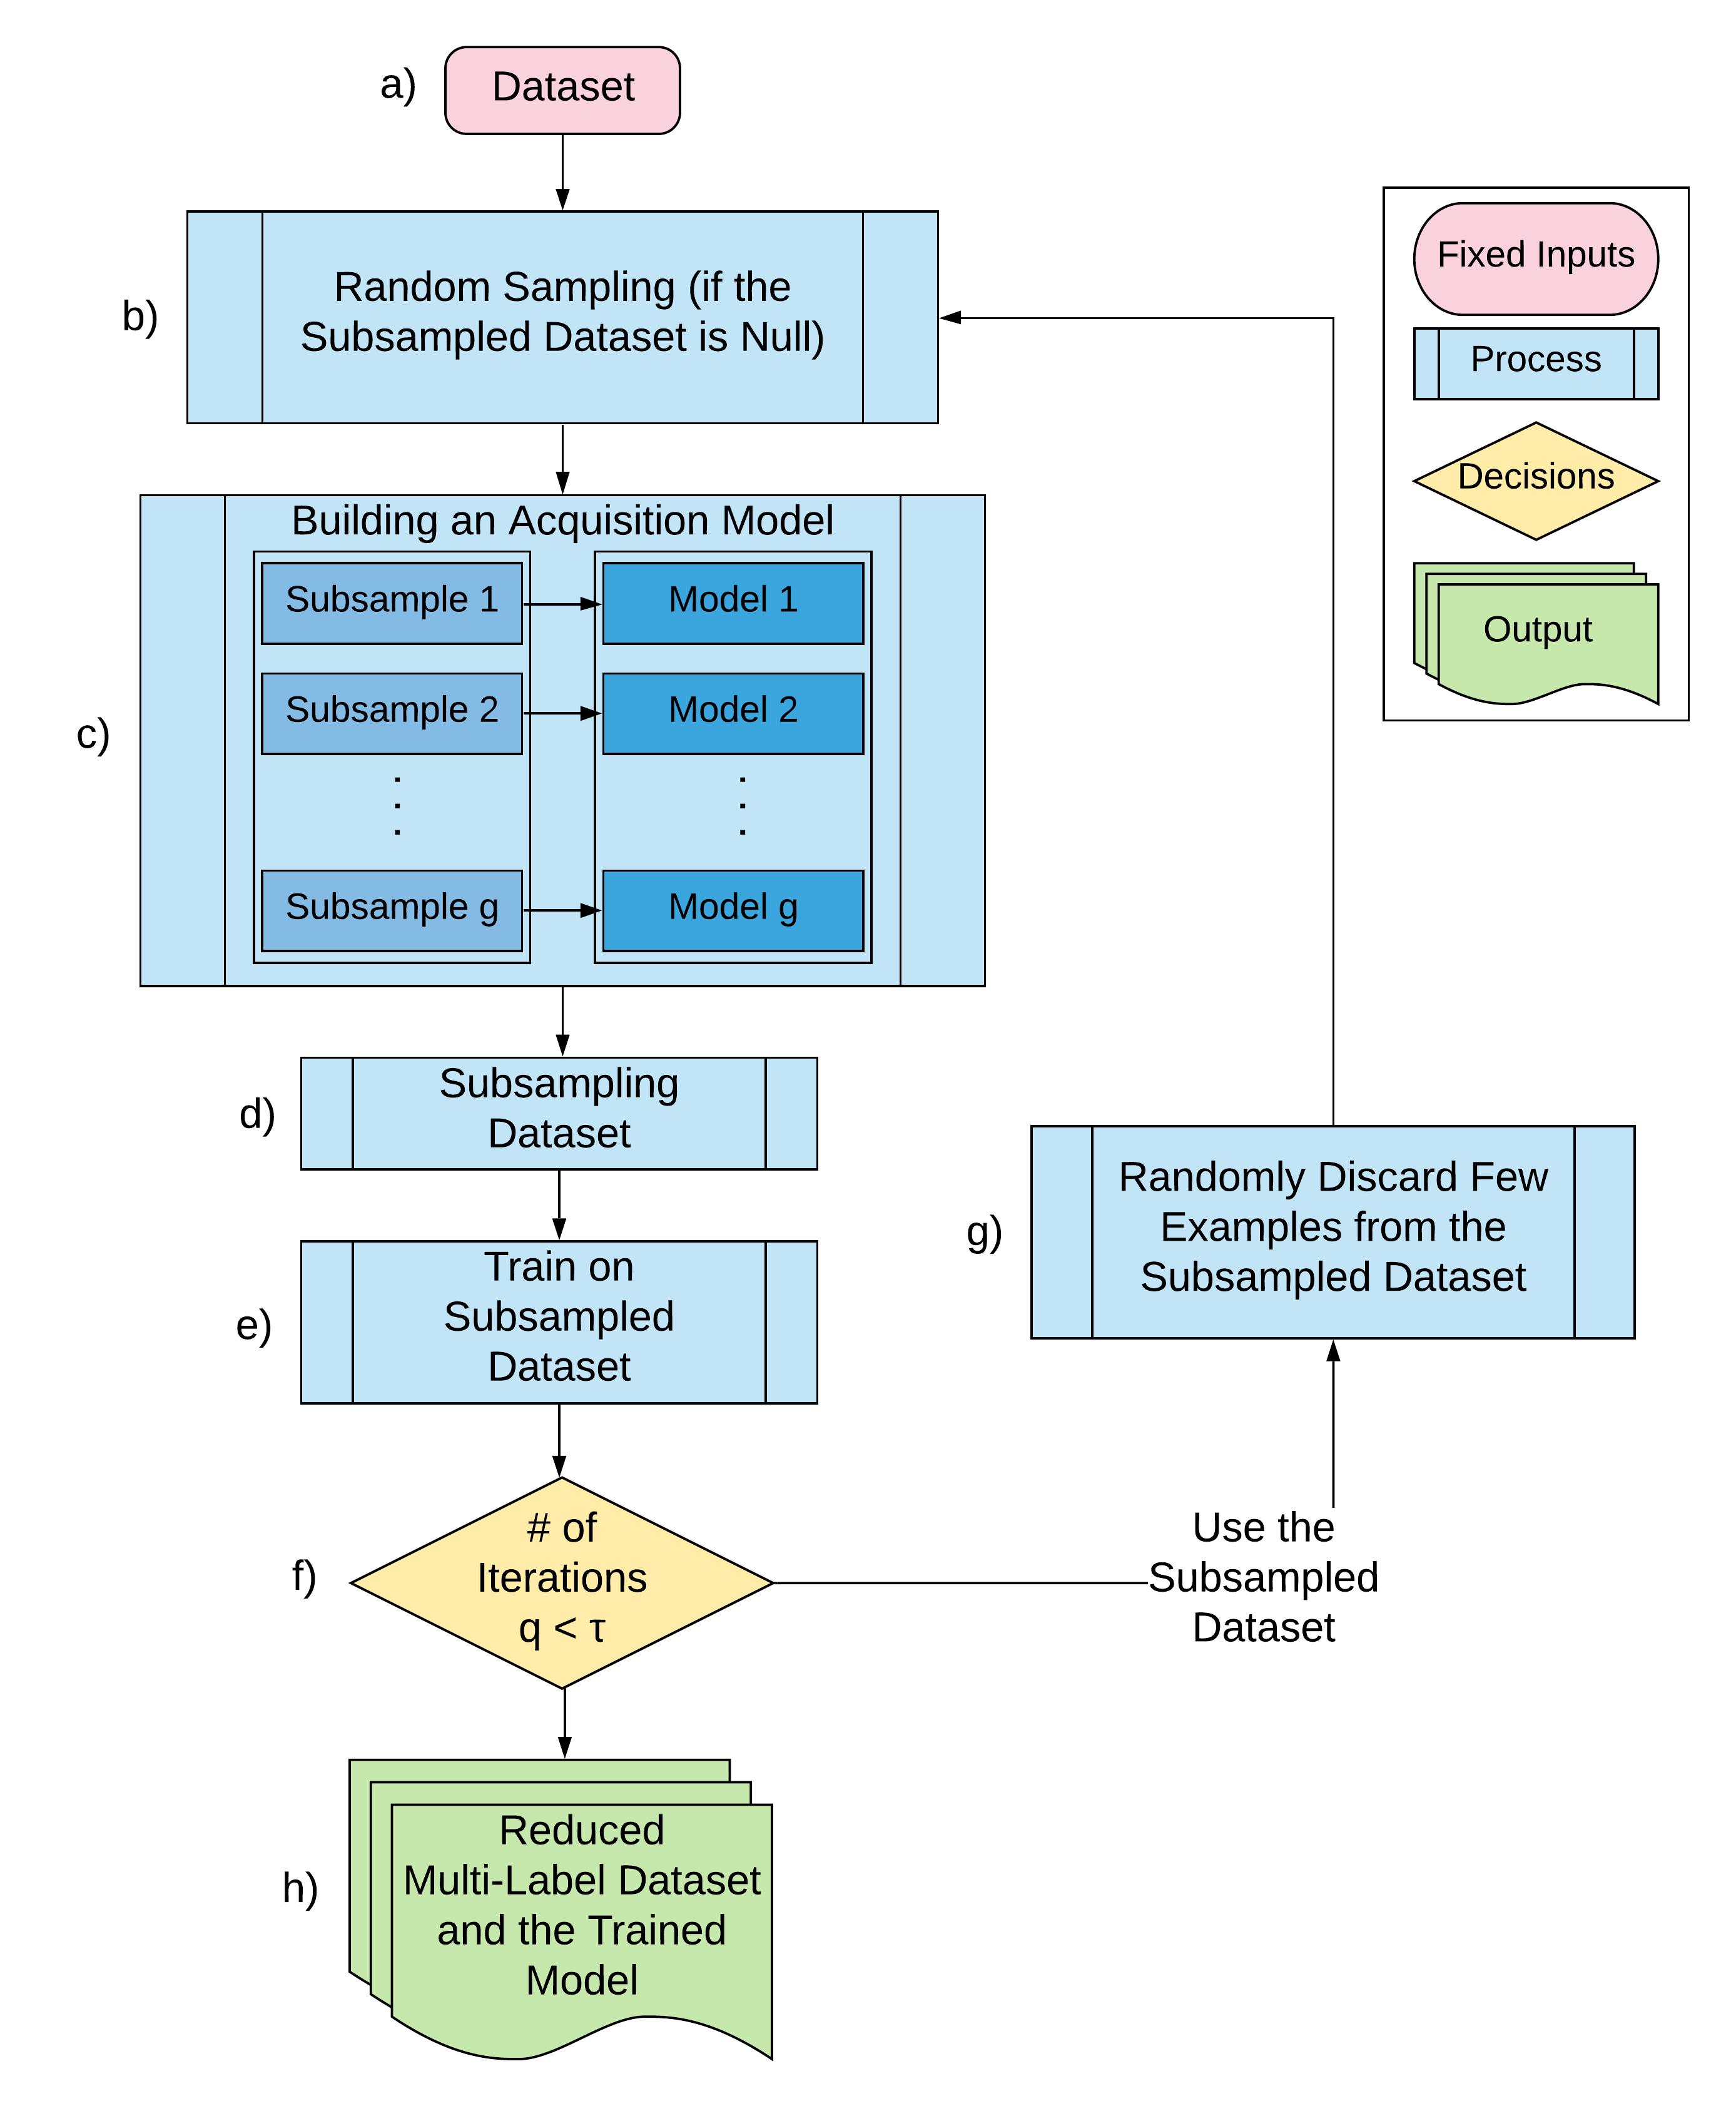 a)
Dataset
b)
Random Sampling (if the
Subsampled Dataset is Null)
c)
Building an Acquisition Model
Subsample 1
Model 1
Subsample 2
Model 2
.
.
.
.
.
.
Subsample g
Model g
d)
Subsampling
Dataset
e)
Train on
Subsampled
Dataset
f)
# of
Iterations
q < τ
Use the
Subsampled
Dataset
g)
Randomly Discard Few
Examples from the
Subsampled Dataset
h)
Reduced
Multi-Label Dataset
and the Trained
Model
Fixed Inputs
Process
Decisions
Output